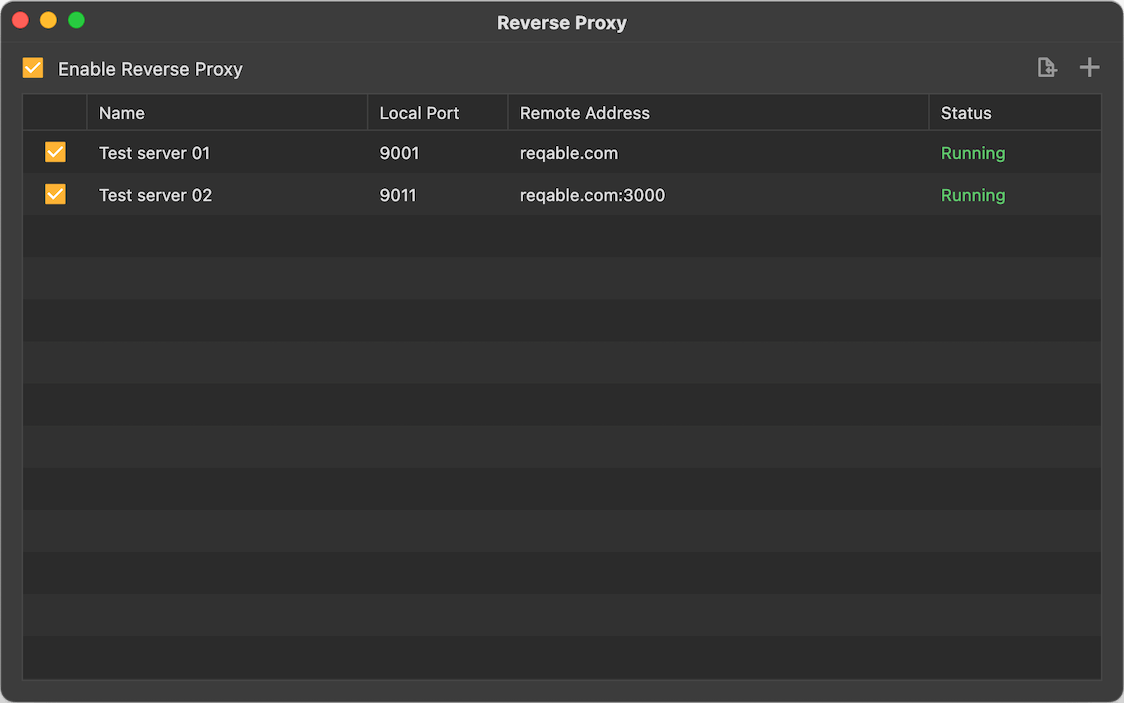 Reverse Proxy
Enable Reverse Proxy
Name Local Port Remote Address Status
Test server 01 9001 reqable.com Running
Test server 02 9011 reqable.com:3000 Running